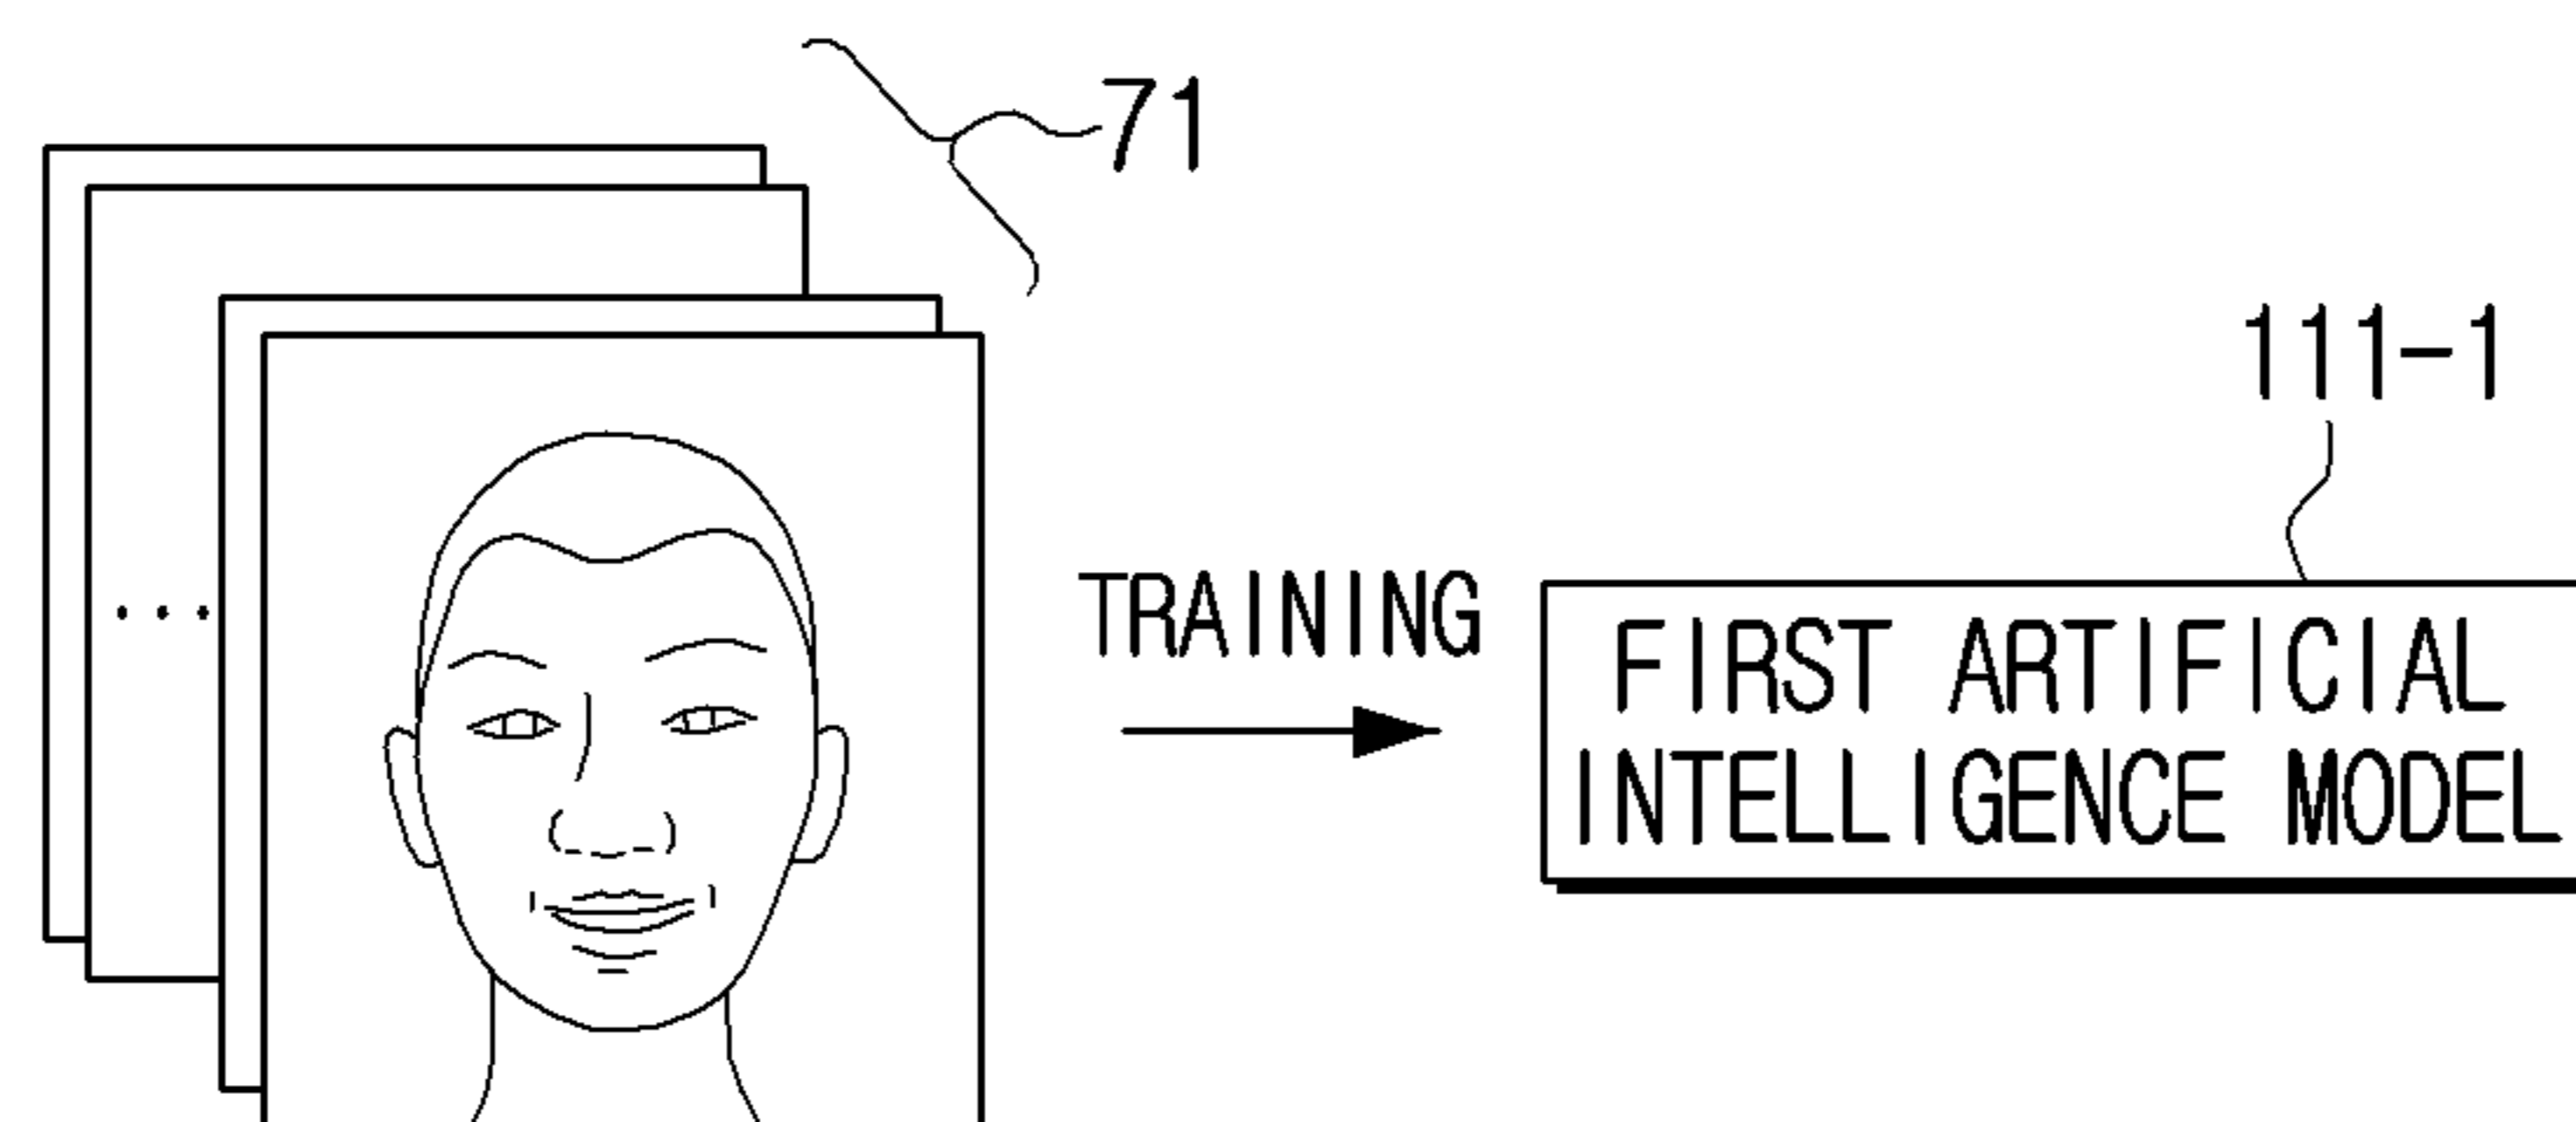 71
111-1
...
TRAINING
FIRST ARTIFICIAL
INTELLIGENCE MODEL